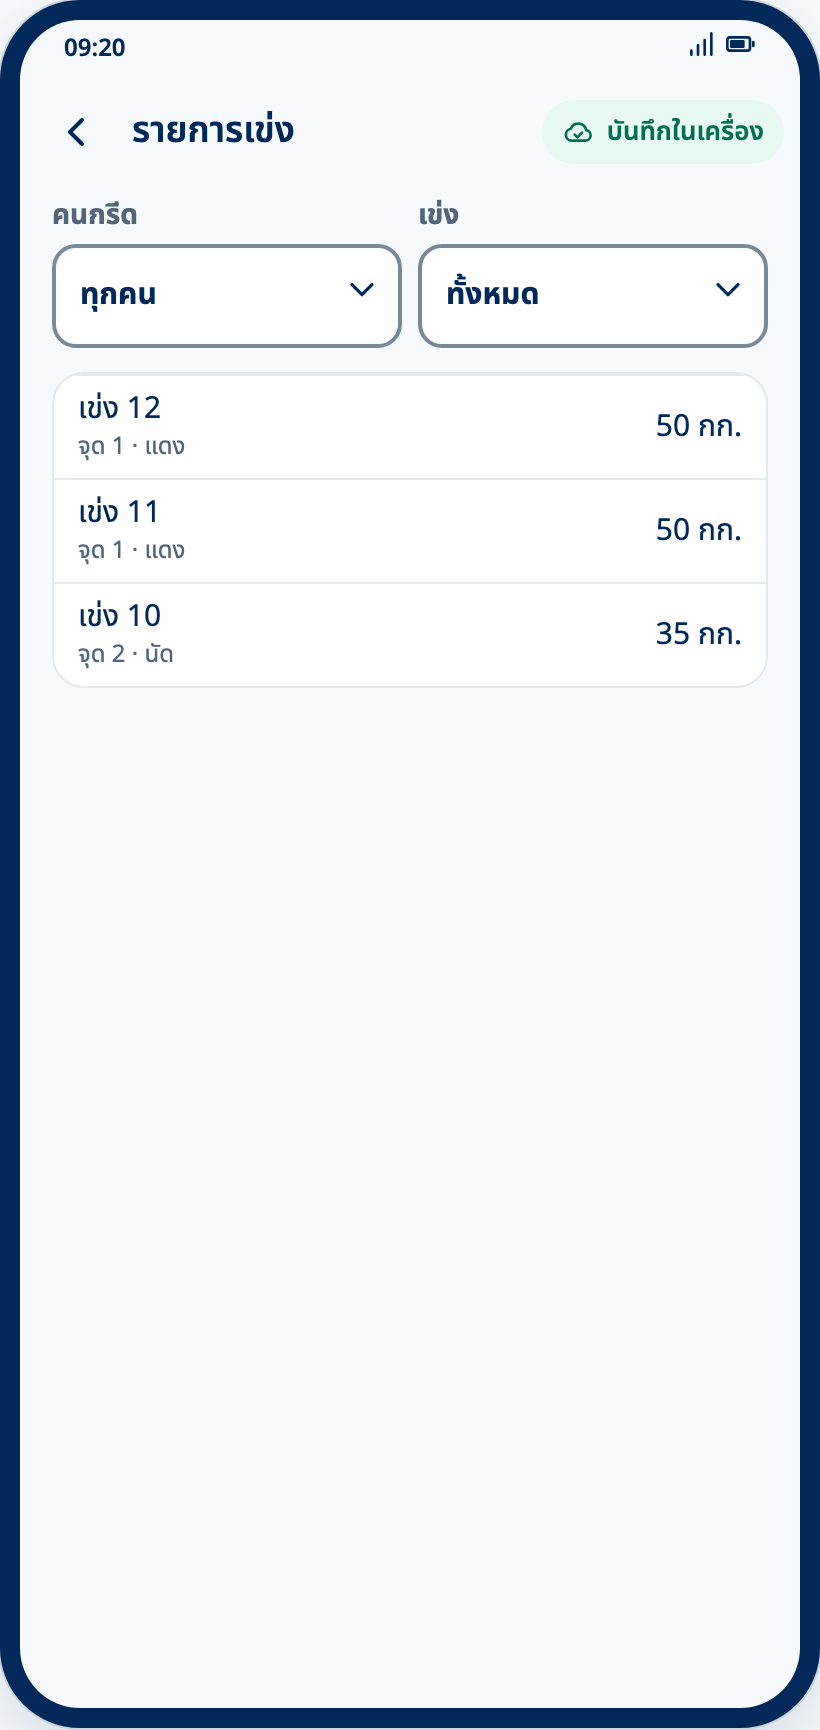 09:20
รายการเข่ง
บันทึกในเครื่อง
คนกรีด
เข่ง
ทุกคน
ทั้งหมด
เข่ง 12
จุด 1 · แดง
50 กก.
เข่ง 11
จุด 1 · แดง
50 กก.
เข่ง 10
จุด 2 · นัด
35 กก.